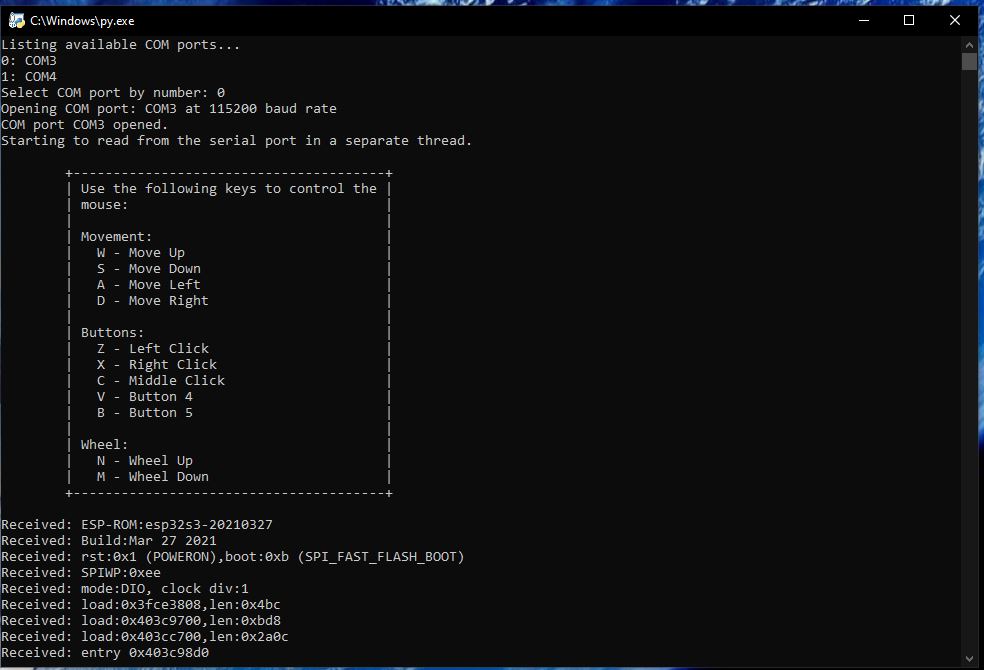 C:\Windows\py.exe
Listing available COM ports...
0: COM3
1: COM4
Select COM port by number: 0
Opening COM port: COM3 at 115200 baud rate
COM port COM3 opened.
Starting to read from the serial port in a separate thread.
+---------------------------------------+
| Use the following keys to control the |
| mouse:                                |
|                                       |
| Movement:                             |
|   W - Move Up                         |
|   S - Move Down                       |
|   A - Move Left                       |
|   D - Move Right                      |
|                                       |
| Buttons:                              |
|   Z - Left Click                      |
|   X - Right Click                     |
|   C - Middle Click                    |
|   V - Button 4                        |
|   B - Button 5                        |
|                                       |
| Wheel:                                |
|   N - Wheel Up                        |
|   M - Wheel Down                      |
+---------------------------------------+
Received: ESP-ROM:esp32s3-20210327
Received: Build:Mar 27 2021
Received: rst:0x1 (POWERON),boot:0xb (SPI_FAST_FLASH_BOOT)
Received: SPIWP:0xee
Received: mode:DIO, clock div:1
Received: load:0x3fce3808,len:0x4bc
Received: load:0x403c9700,len:0xbd8
Received: load:0x403cc700,len:0x2a0c
Received: entry 0x403c98d0